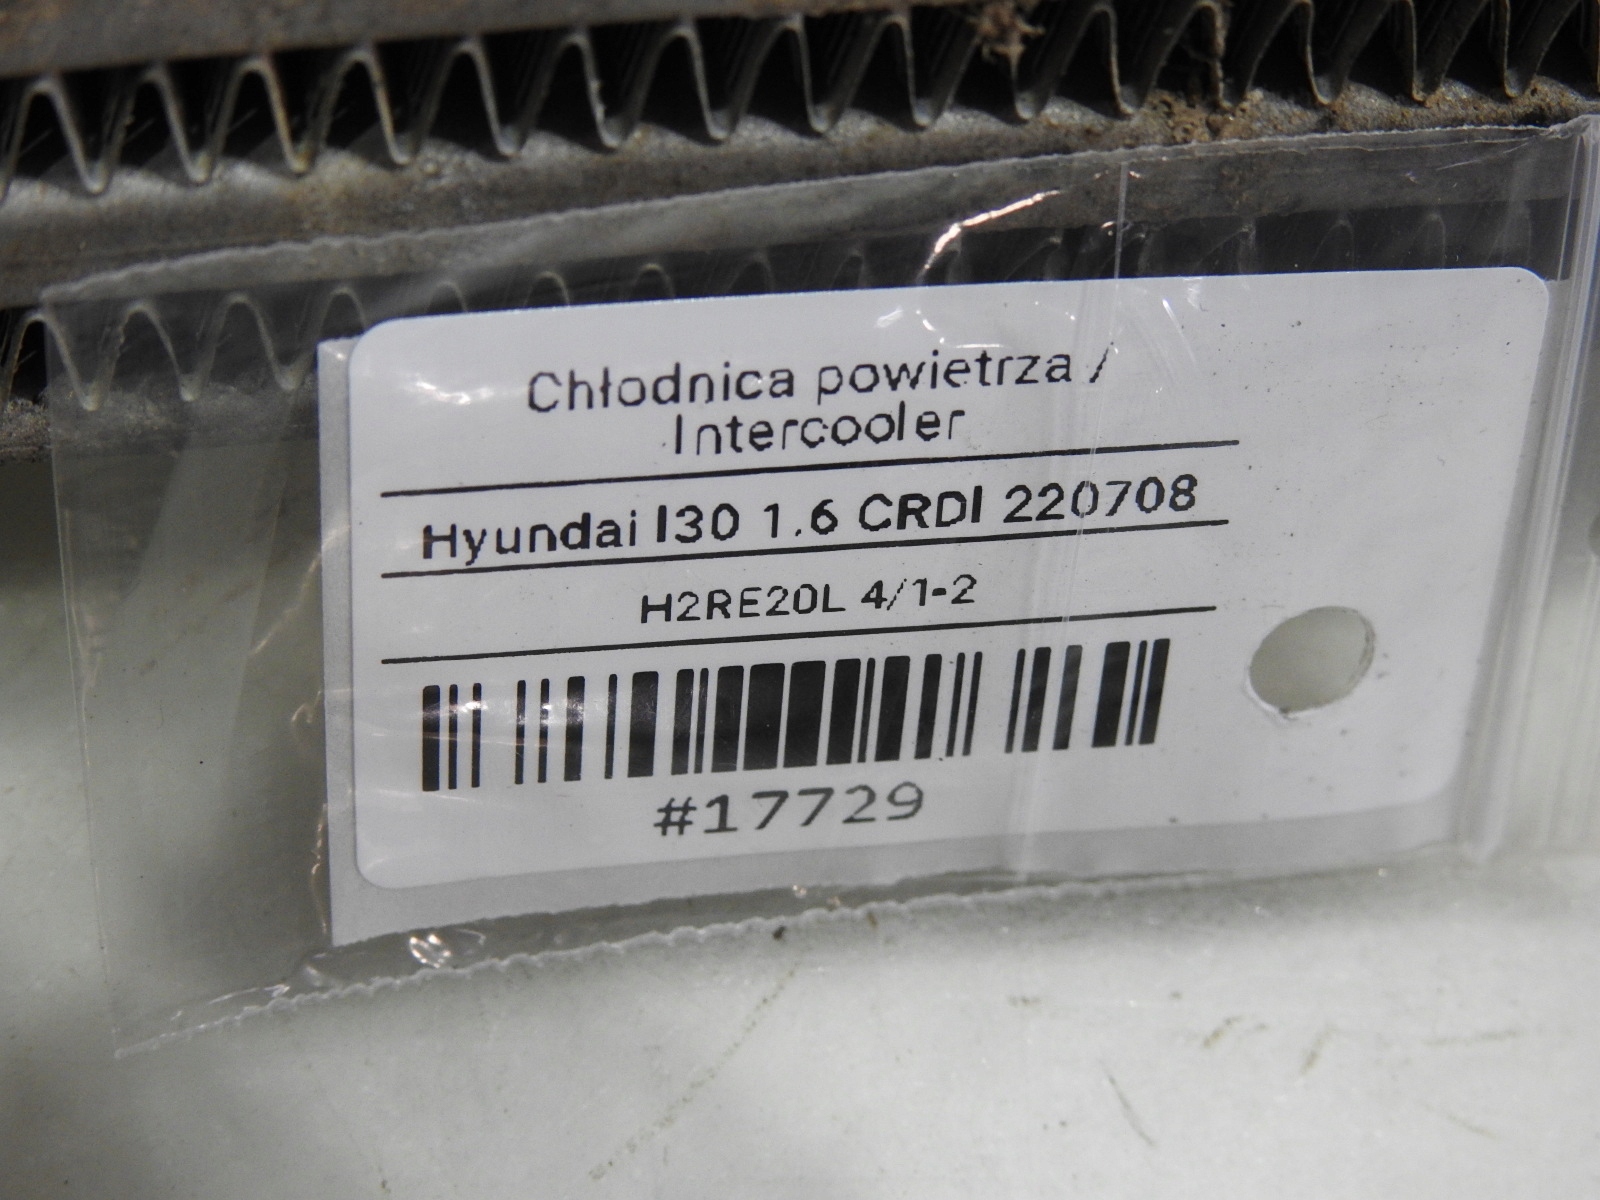 Chłodnica powietrza /
Intercooler
Hyundai I30 1.6 CRDI 220708
H2RE20L 4/1-2
#17729